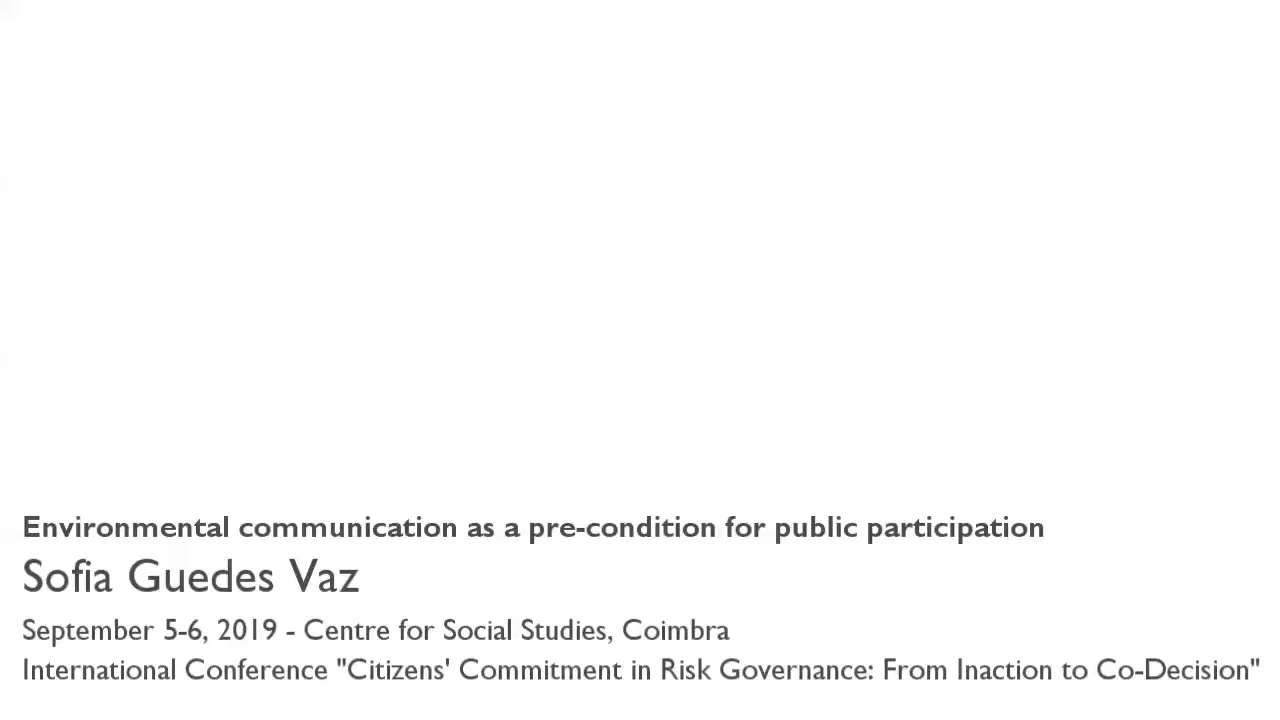 Environmental communication as a pre-condition for public participation
Sofia Guedes Vaz
September 5-6, 2019 - Centre for Social Studies, Coimbra
International Conference "Citizens' Commitment in Risk Governance: From Inaction to Co-Decision"